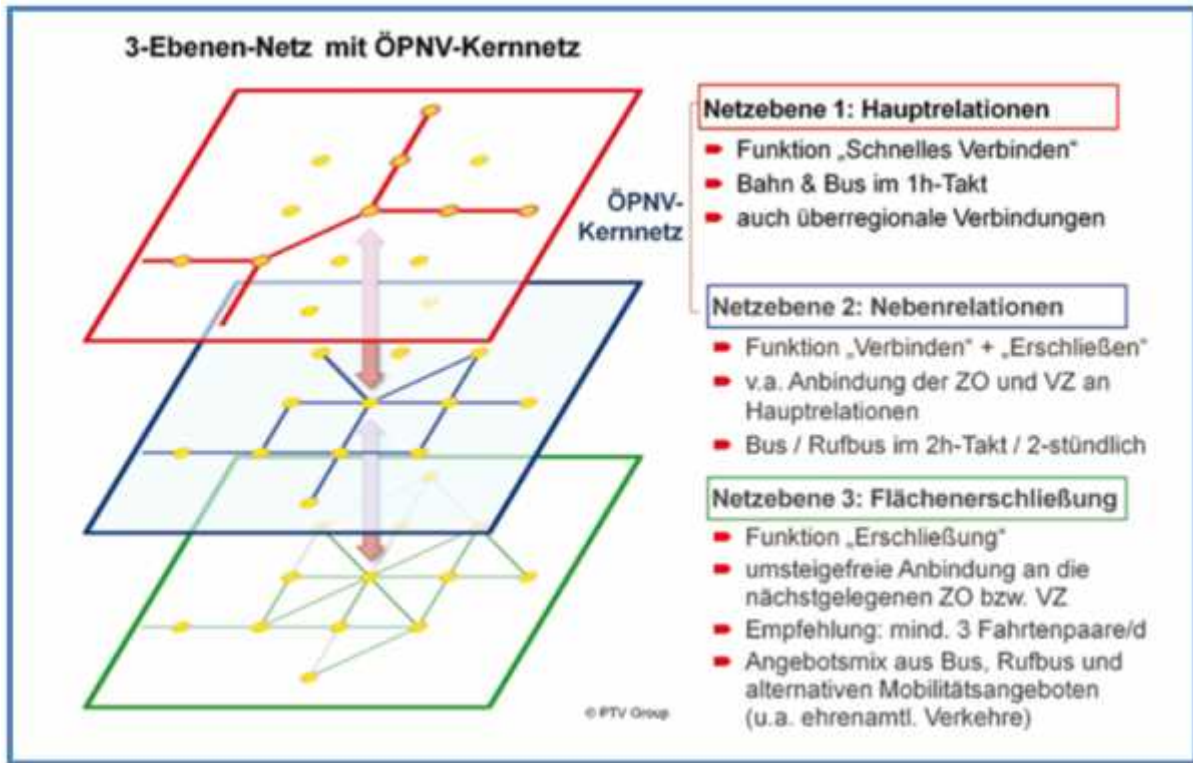 3-Ebenen-Netz mit ÖPNV-Kernnetz
ÖPNV-
Kernnetz
Netzebene 1: Hauptrelationen
Funktion „Schnelles Verbinden“
Bahn & Bus im 1h-Takt
auch überregionale Verbindungen
Netzebene 2: Nebenrelationen
Funktion „Verbinden“ + „Erschließen“
v.a. Anbindung der ZO und VZ an
Hauptrelationen
Bus / Rufbus im 2h-Takt / 2-stündlich
Netzebene 3: Flächenerschließung
Funktion „Erschließung“
umsteigefreie Anbindung an die
nächstgelegenen ZO bzw. VZ
Empfehlung: mind. 3 Fahrtenpaare/d
Angebotsmix aus Bus, Rufbus und
alternativen Mobilitätsangeboten
(u.a. ehrenamtl. Verkehre)
© PTV Group